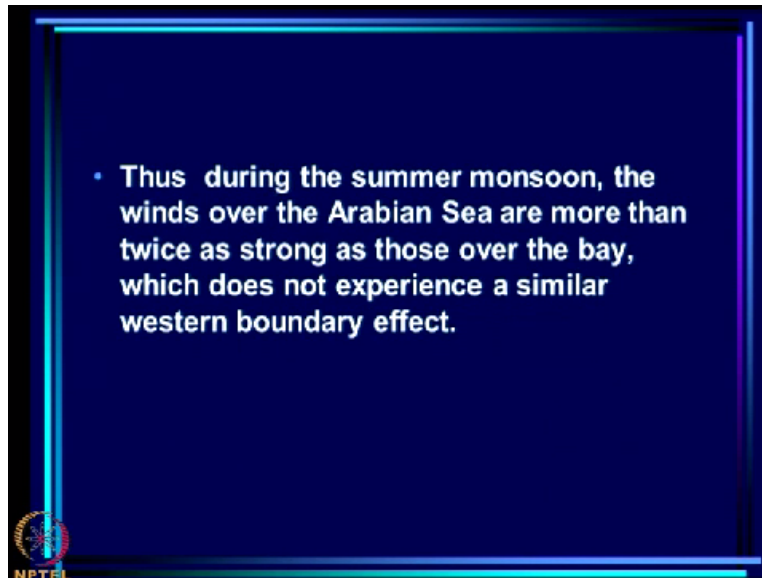 • Thus during the summer monsoon, the
winds over the Arabian Sea are more than
twice as strong as those over the bay,
which does not experience a similar
western boundary effect.
NPTEL